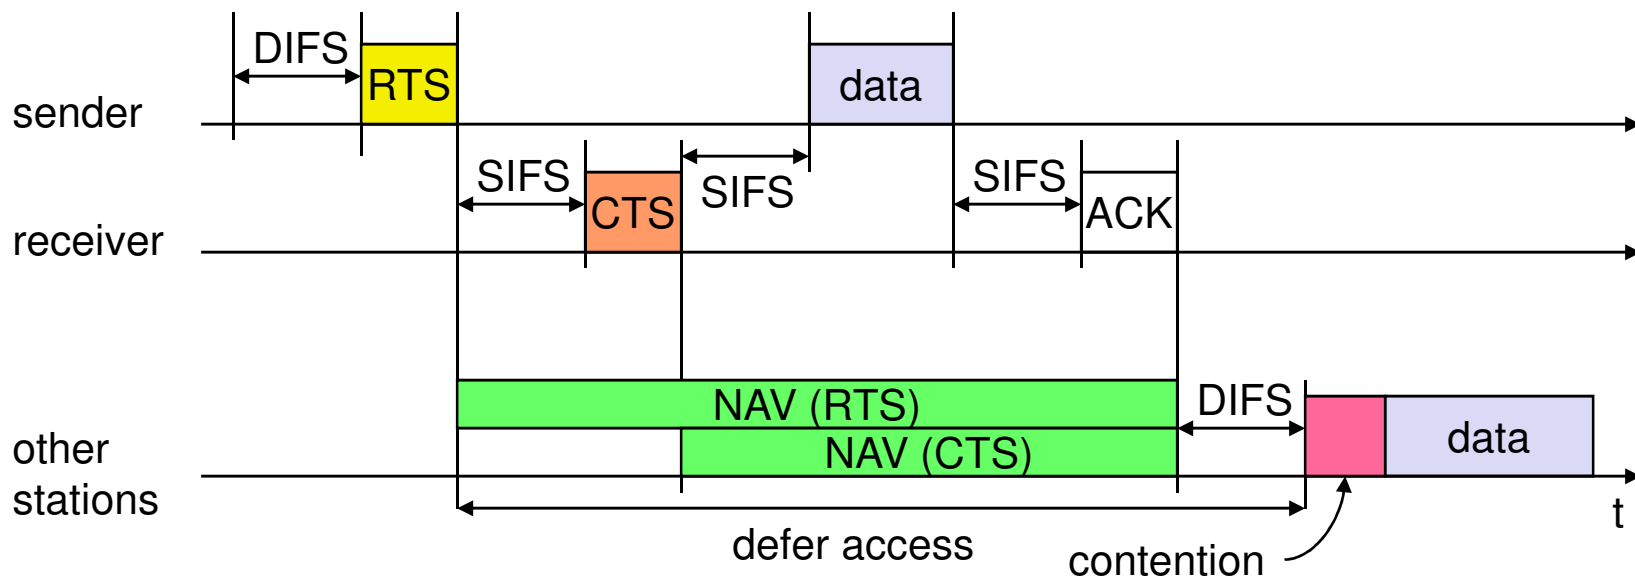 DIFS
RTS
data
sender
SIFS
CTS
SIFS
SIFS
ACK
receiver
NAV (RTS)
DIFS
NAV (CTS)
data
other
stations
t
defer access
contention